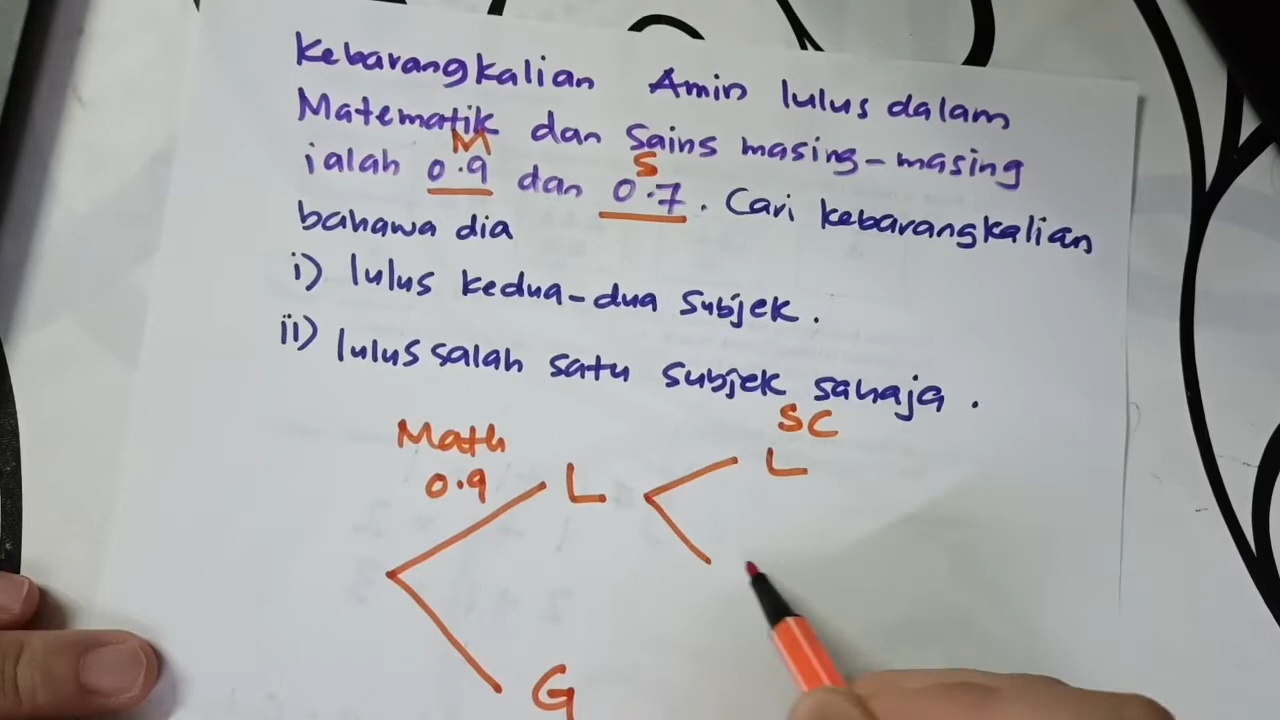 Kebarangkalian Amin lulus dalam
Matematik dan Sains masing-masing
M S
ialah 0.9 dan 0.7. Cari kebarangkalian
bahawa dia
i) lulus kedua-dua subjek.
ii) lulus salah satu subjek sahaja.
Math SC
0.9 L L
G